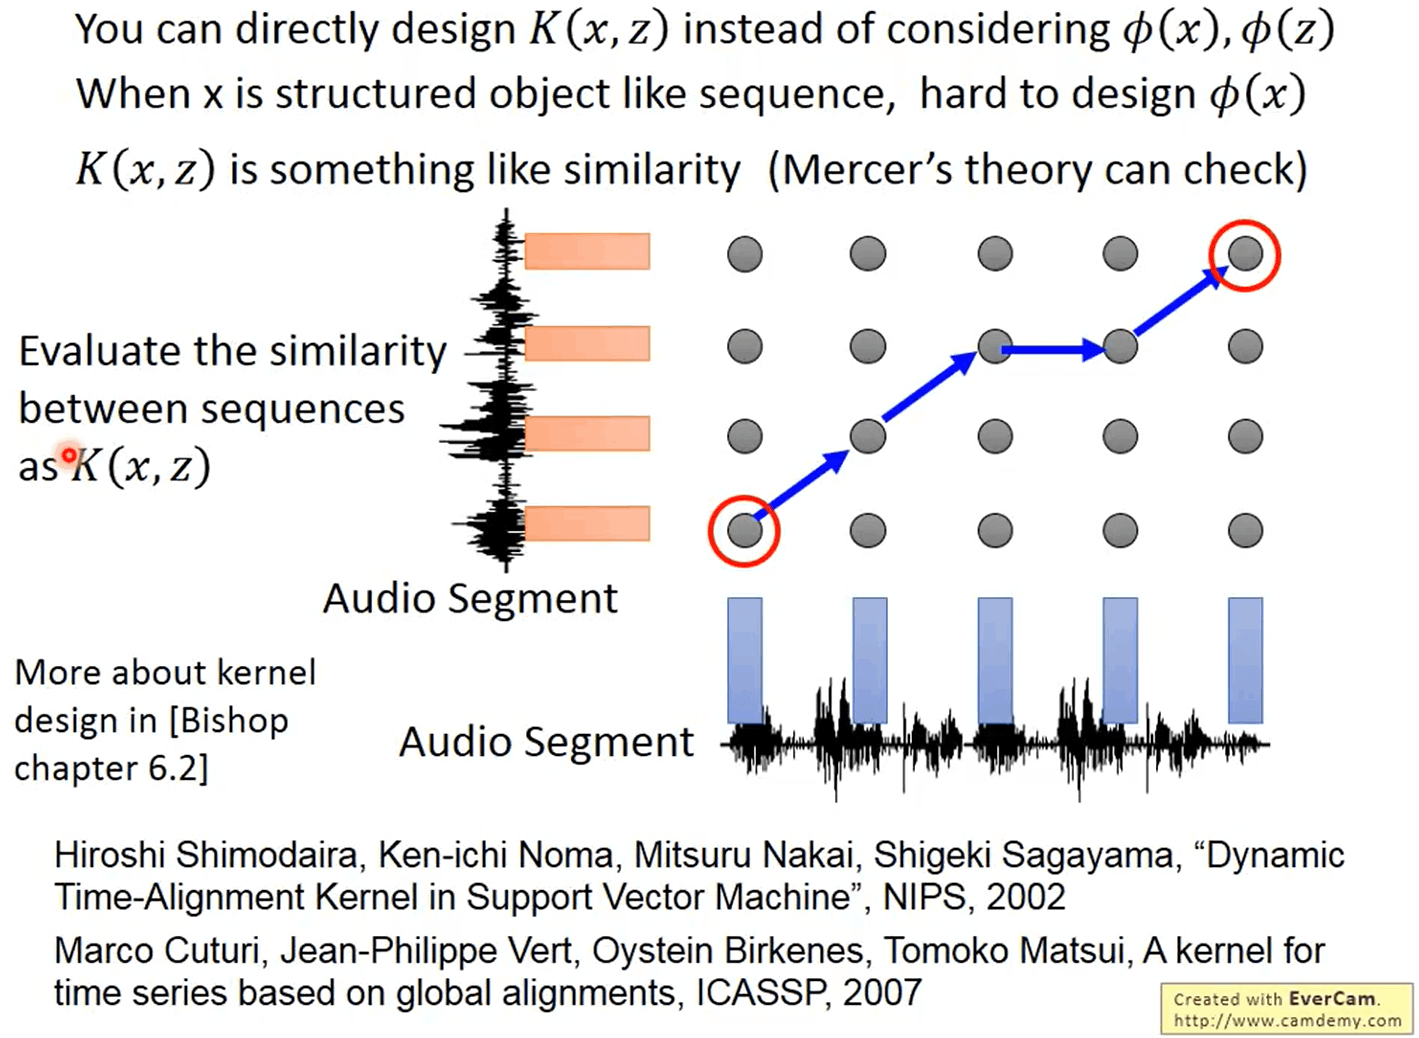 You can directly design K(x, z) instead of considering ϕ(x), ϕ(z)
When x is structured object like sequence, hard to design ϕ(x)
K(x, z) is something like similarity (Mercer’s theory can check)
Evaluate the similarity
between sequences
as K(x, z)
Audio Segment
More about kernel
design in [Bishop
chapter 6.2]
Audio Segment
Hiroshi Shimodaira, Ken-ichi Noma, Mitsuru Nakai, Shigeki Sagayama, “Dynamic
Time-Alignment Kernel in Support Vector Machine”, NIPS, 2002
Marco Cuturi, Jean-Philippe Vert, Oystein Birkenes, Tomoko Matsui, A kernel for
time series based on global alignments, ICASSP, 2007
Created with EverCam.
http://www.camdemy.com